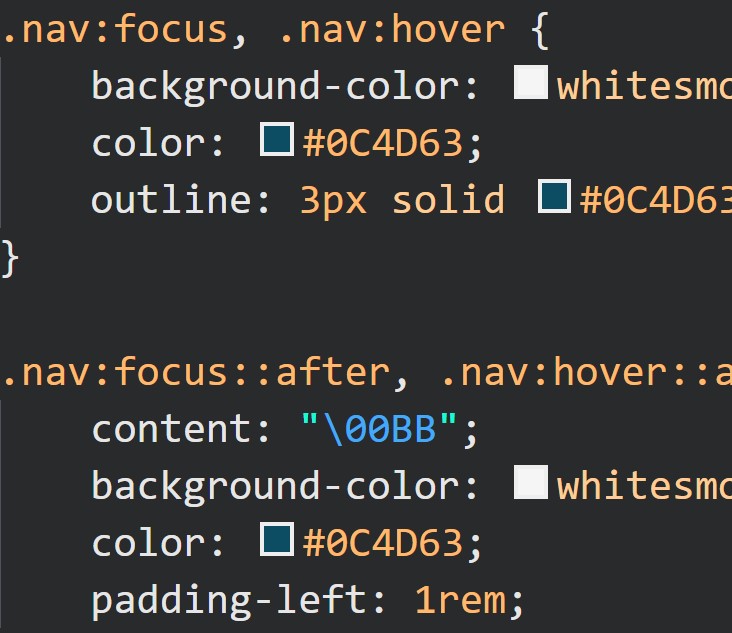 .nav:focus, .nav:hover {
    background-color: whitesmo
    color: #0C4D63;
    outline: 3px solid #0C4D63
}
.nav:focus::after, .nav:hover::a
    content: "\00BB";
    background-color: whitesmo
    color: #0C4D63;
    padding-left: 1rem;